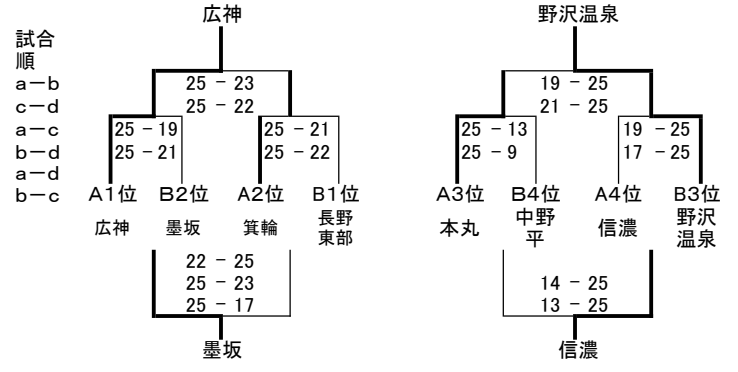 広神 野沢温泉
試合
順
a－b 25 － 23 19 － 25
c－d 25 － 22 21 － 25
a－c 25 －19 25 － 21 25 － 13 19 －25
b－d 25 －21 25 － 22 25 － 9 17 －25
a－d
b－c A1位 B2位 A2位 B1位 A3位 B4位 A4位 B3位
広神 墨坂 箕輪 長野東部 本丸 中野平 信濃 野沢温泉
22 － 25
25 － 23 14 － 25
25 － 17 13 － 25
墨坂 信濃